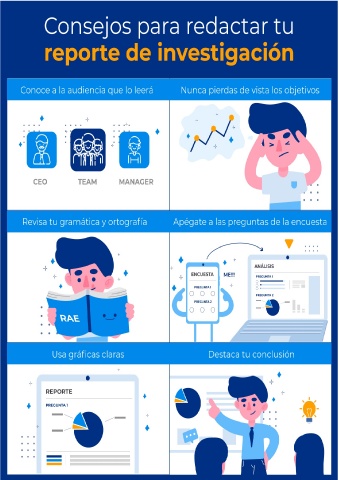 Consejos para redactar tu
reporte de investigación
Conoce a la audiencia que lo leerá
Nunca pierdas de vista los objetivos
CEO
TEAM
MANAGER
Revisa tu gramática y ortografía
Apégate a las preguntas de la encuesta
RAE
ENCUESTA
PREGUNTA 1
PREGUNTA 2
ANÁLISIS
PREGUNTA 1
PREGUNTA 2
Usa gráficas claras
Destaca tu conclusión
REPORTE
PREGUNTA 1